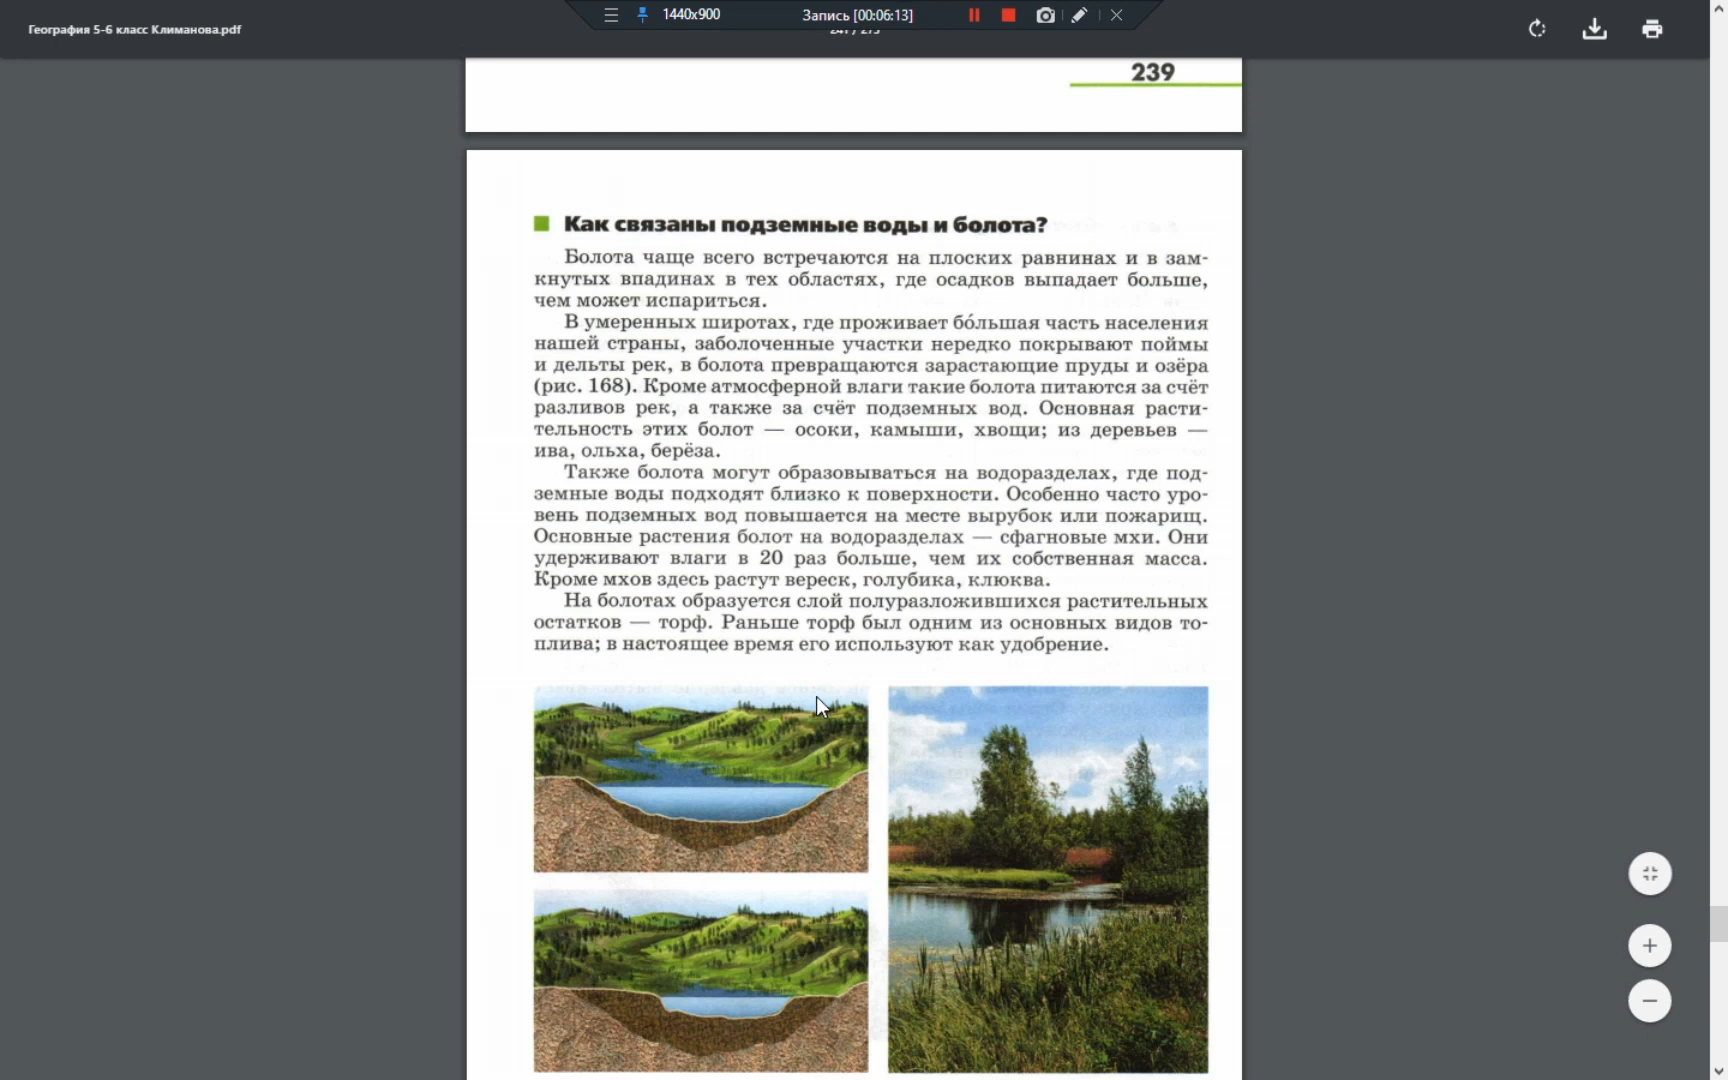 1440x900
Запись [00:06:13]
География 5-6 класс Климанова.pdf
239
Как связаны подземные воды и болота?
Болота чаще всего встречаются на плоских равнинах и в зам-
кнутых впадинах в тех областях, где осадков выпадает больше,
чем может испариться.
В умеренных широтах, где проживает бо́льшая часть населения
нашей страны, заболоченные участки нередко покрывают поймы
и дельты рек, в болота превращаются зарастающие пруды и озёра
(рис. 168). Кроме атмосферной влаги такие болота питаются за счёт
разливов рек, а также за счёт подземных вод. Основная расти-
тельность этих болот — осоки, камыши, хвощи; из деревьев —
ива, ольха, берёза.
Также болота могут образовываться на водоразделах, где под-
земные воды подходят близко к поверхности. Особенно часто уро-
вень подземных вод повышается на месте вырубок или пожарищ.
Основные растения болот на водоразделах — сфагновые мхи. Они
удерживают влаги в 20 раз больше, чем их собственная масса.
Кроме мхов здесь растут вереск, голубика, клюква.
На болотах образуется слой полуразложившихся растительных
остатков — торф. Раньше торф был одним из основных видов то-
плива; в настоящее время его используют как удобрение.